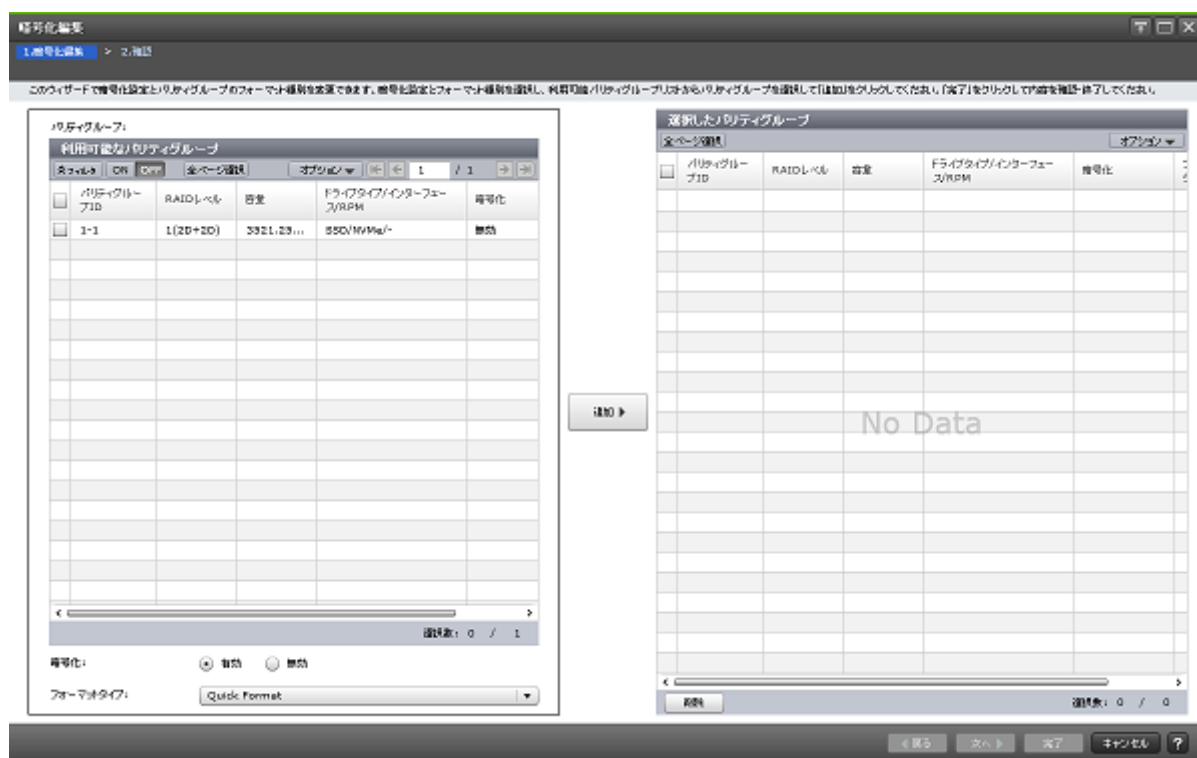 暗号化編集
1.暗号化編集 > 2.確認
このウィザードで暗号化設定とパリティグループのフォーマット種別を変更できます。暗号化設定とフォーマット種別を選択し、利用可能パリティグループリストからパリティグループを選択して「追加」をクリックしてください。「完了」をクリックして内容を確認・終了してください。
パリティグループ:
利用可能なパリティグループ
表フィルタ ON OFF 全ページ選択 オプション 1 / 1
パリティグループID RAIDレベル 容量 ドライブタイプ/インターフェース/RPM 暗号化
1-1 1(2D+2D) 3521.23... SSD/NVMe/- 無効
選択数: 0 / 1
暗号化: 有効 無効
フォーマットタイプ: Quick Format
追加
選択したパリティグループ
全ページ選択 オプション
パリティグループID RAIDレベル 容量 ドライブタイプ/インターフェース/RPM 暗号化
No Data
削除 選択数: 0 / 0
戻る 次へ 完了 キャンセル ?